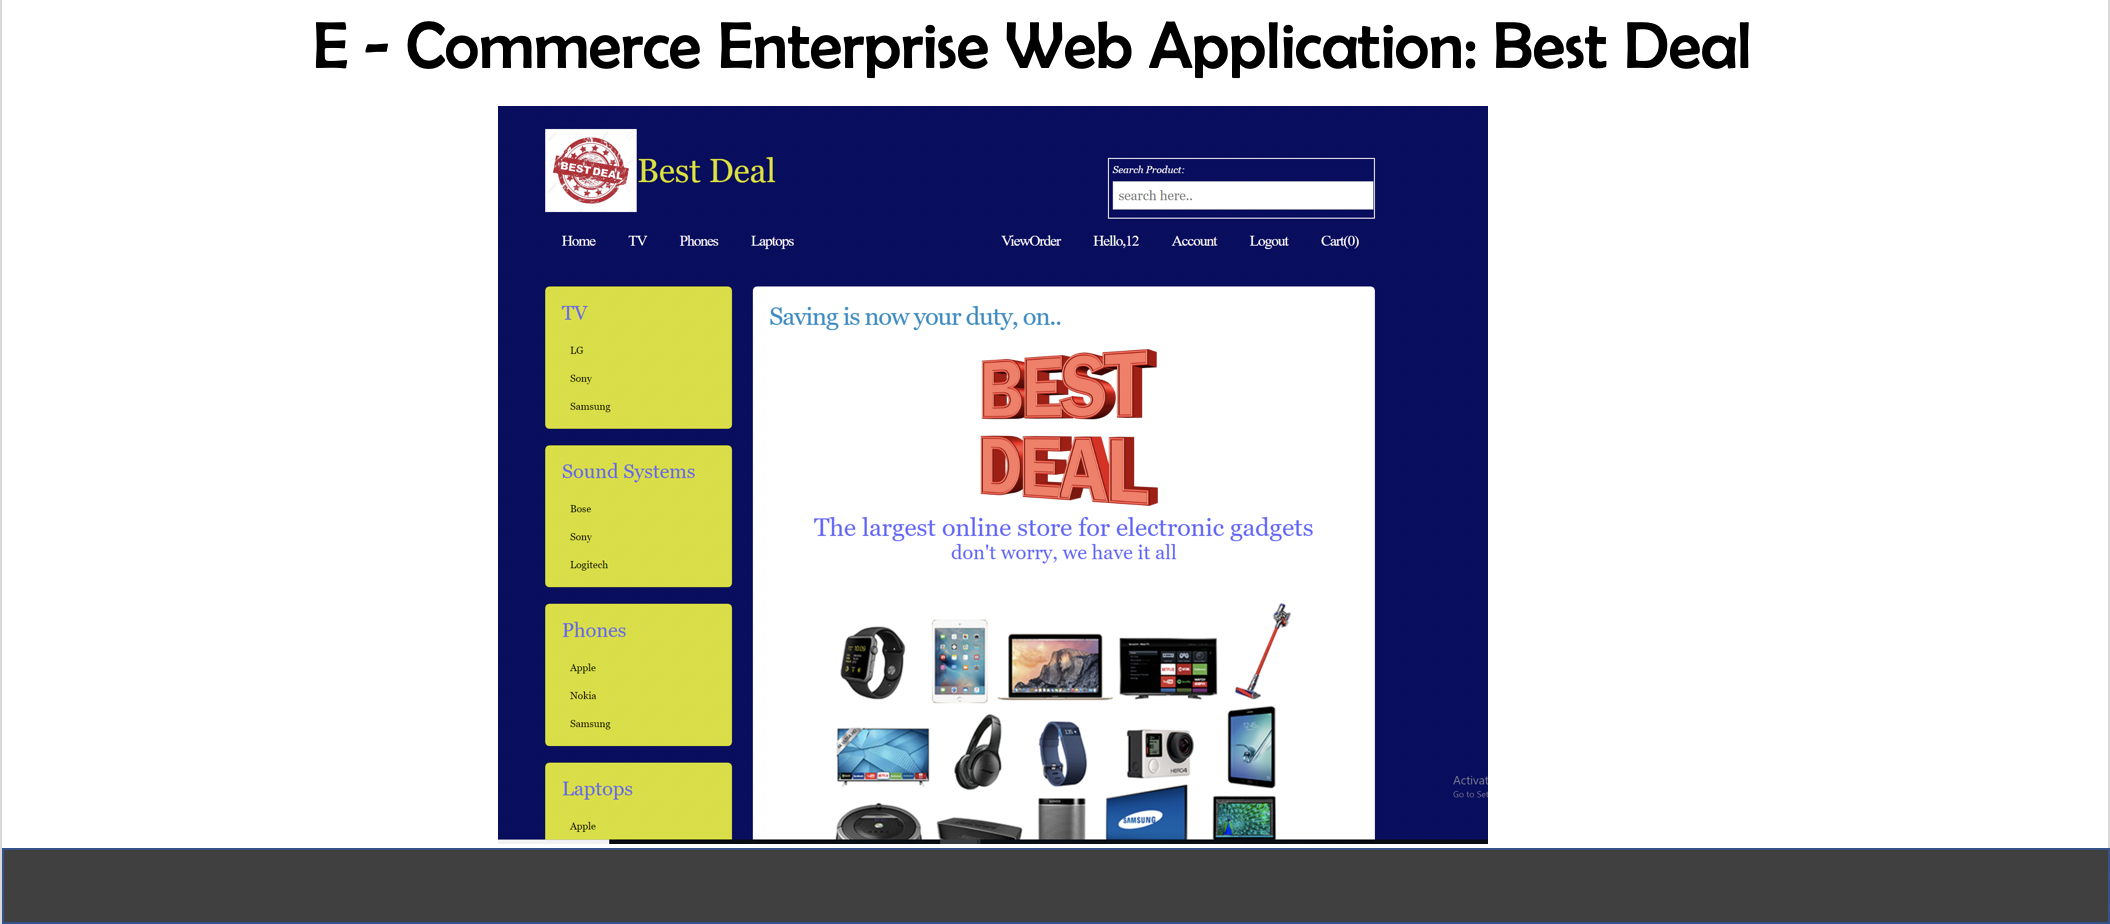 E - Commerce Enterprise Web Application: Best Deal
BEST DEAL
Best Deal
Search Product:
search here..
Home TV Phones Laptops ViewOrder Hello,12 Account Logout Cart(0)
TV
LG
Sony
Samsung
Sound Systems
Bose
Sony
Logitech
Phones
Apple
Nokia
Samsung
Laptops
Apple
Saving is now your duty, on..
BEST
DEAL
The largest online store for electronic gadgets
don't worry, we have it all
HERO4
SAMSUNG
Activat
Go to Set